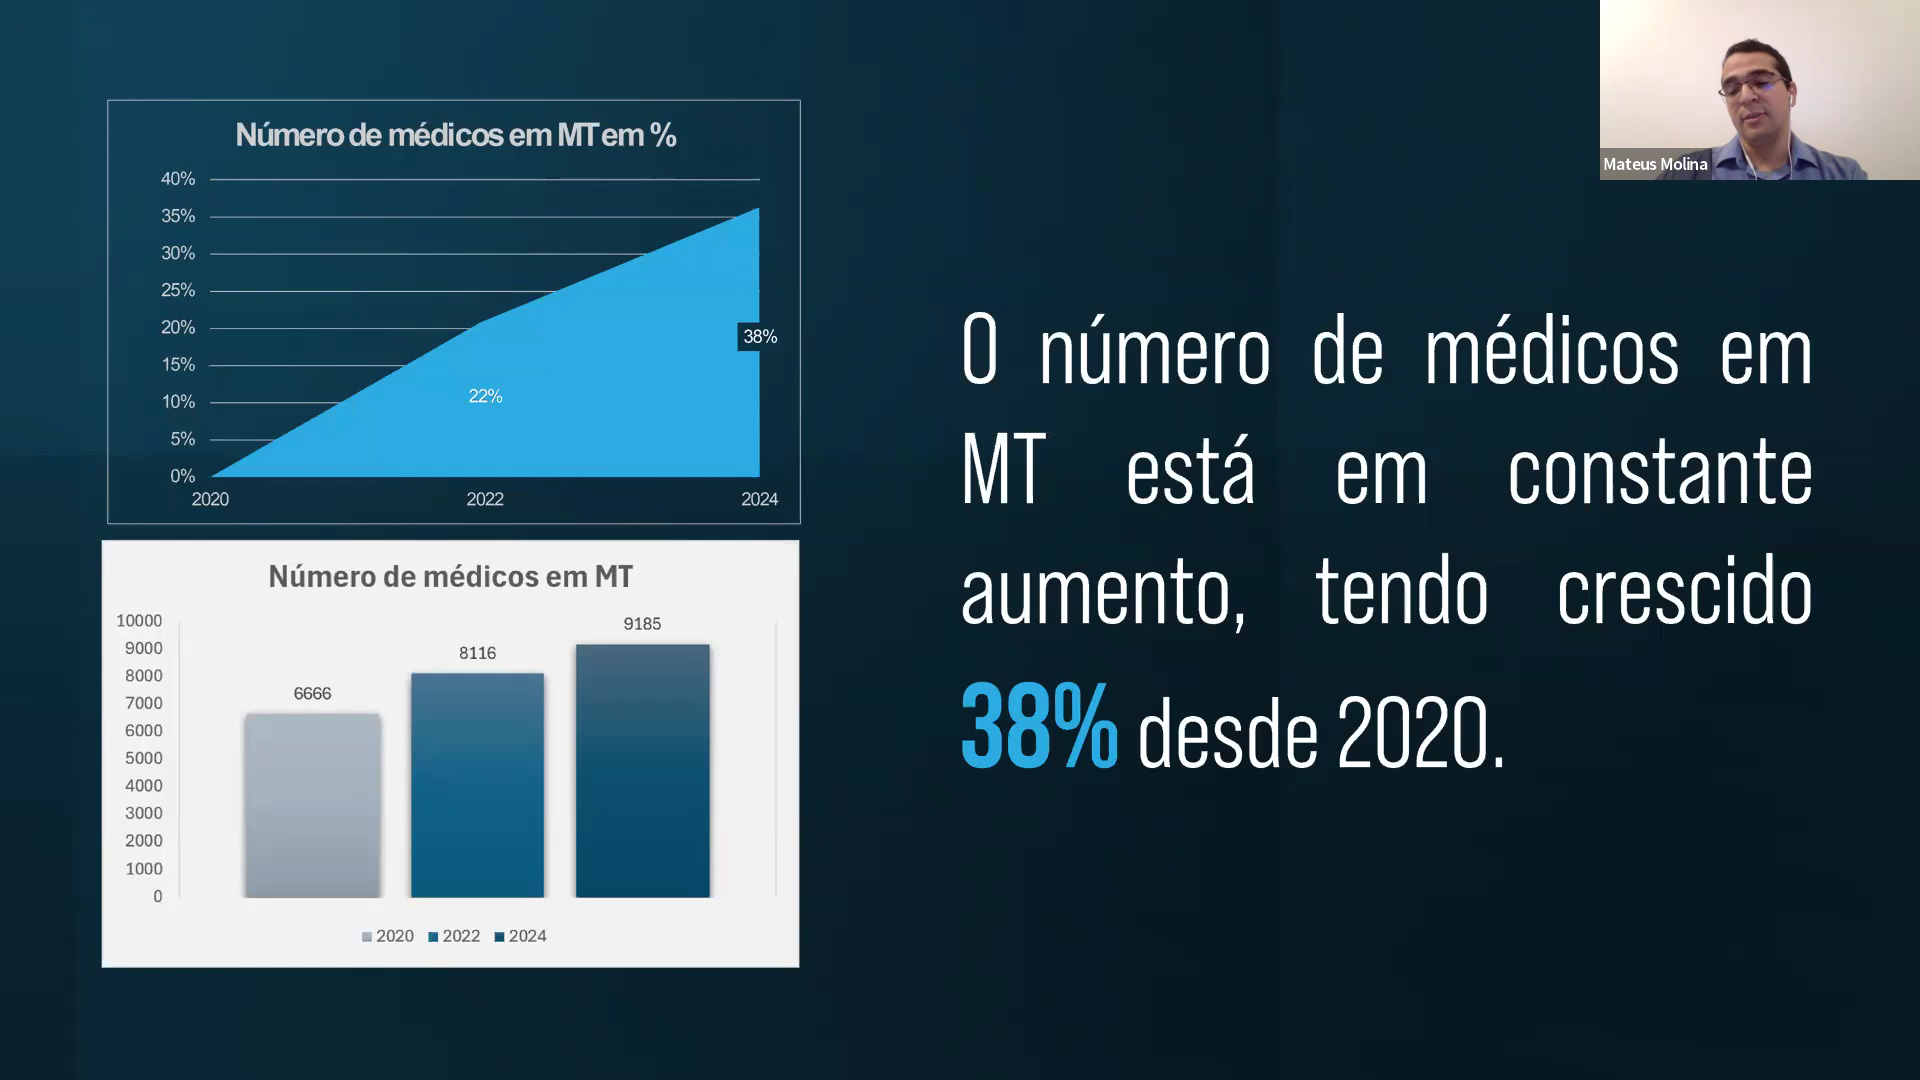 Mateus Molina
Número de médicos em MT em %
40%
35%
30%
25%
20%
15%
10%
5%
0%
22%
38%
2020 2022 2024
Número de médicos em MT
10000
9000
8000
7000
6000
5000
4000
3000
2000
1000
0
6666
8116
9185
2020 2022 2024
O número de médicos em
MT está em constante
aumento, tendo crescido
38% desde 2020.